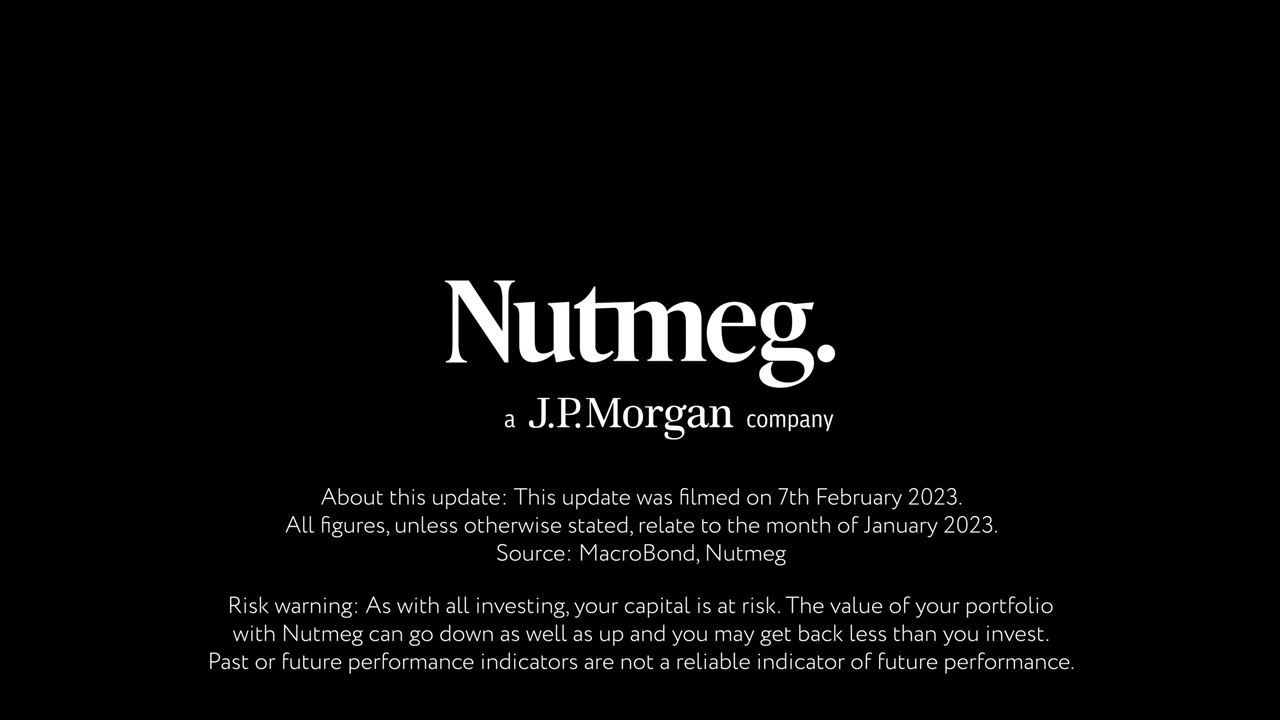 Nutmeg.
a J.P.Morgan company
About this update: This update was filmed on 7th February 2023.
All figures, unless otherwise stated, relate to the month of January 2023.
Source: MacroBond, Nutmeg
Risk warning: As with all investing, your capital is at risk. The value of your portfolio
with Nutmeg can go down as well as up and you may get back less than you invest.
Past or future performance indicators are not a reliable indicator of future performance.